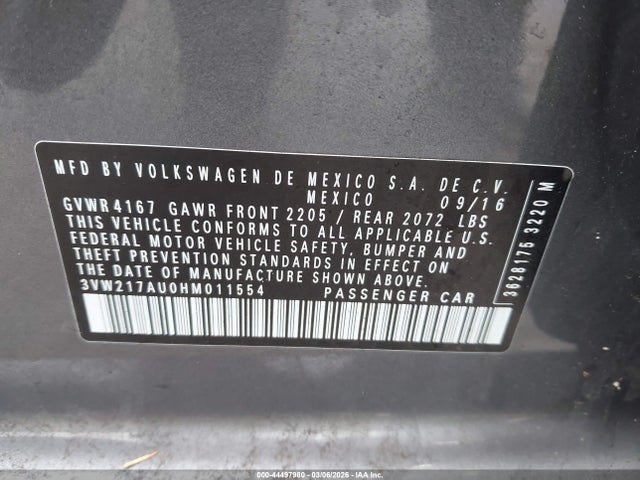 MFD BY VOLKSWAGEN DE MEXICO S.A. DE C.V.
MEXICO 09/16
GVWR 4167 GAWR FRONT 2205 / REAR 2072 LBS
THIS VEHICLE CONFORMS TO ALL APPLICABLE U.S.
FEDERAL MOTOR VEHICLE SAFETY, BUMPER AND
THEFT PREVENTION STANDARDS IN EFFECT ON
THE DATE OF MANUFACTURE SHOWN ABOVE.
3VW217AU0HM011554 PASSENGER CAR
3628175 3220 M
000-44497980 - 03/06/2026 - IAA Inc.